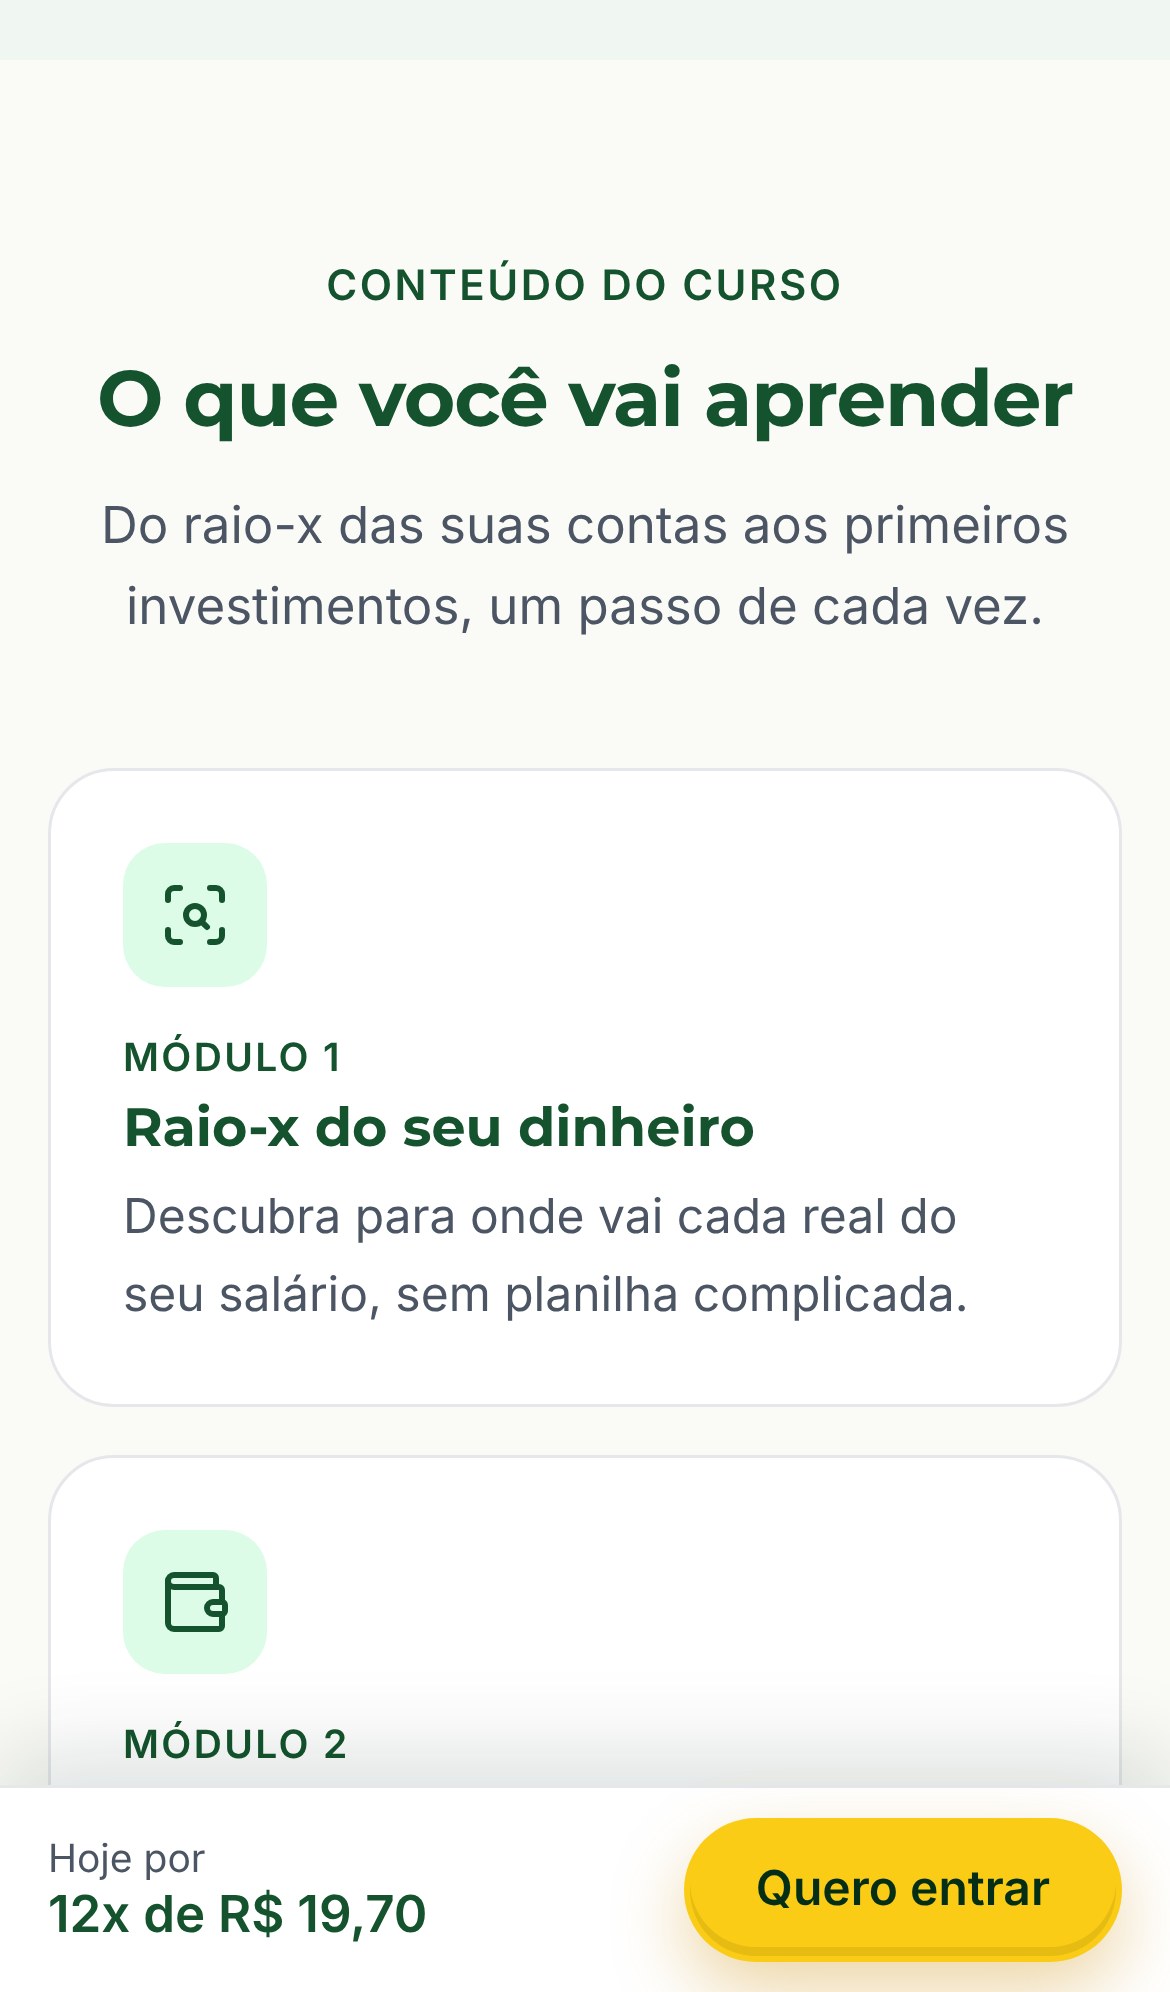 CONTEÚDO DO CURSO
O que você vai aprender
Do raio-x das suas contas aos primeiros
investimentos, um passo de cada vez.
MÓDULO 1
Raio-x do seu dinheiro
Descubra para onde vai cada real do
seu salário, sem planilha complicada.
MÓDULO 2
Hoje por
12x de R$ 19,70
Quero entrar